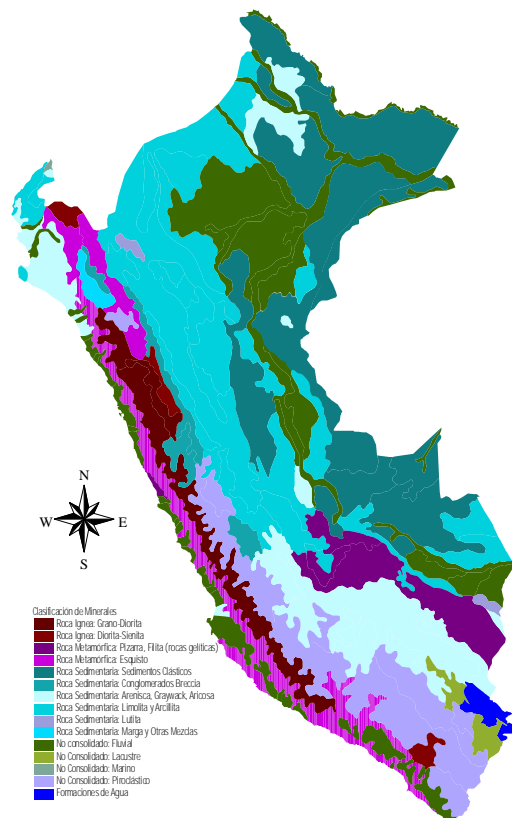 N
W E
S
Clasificación de Minerales
Roca Ignea: Grano-Diorita
Roca Ignea: Diorita-Sienita
Roca Metamórfica: Pizarra, Filita (rocas gelíticas)
Roca Metamórfica: Esquisto
Roca Sedimentaria: Sedimentos Clásticos
Roca Sedimentaria: Conglomerados Breccia
Roca Sedimentaria: Arenisca, Graywack, Aricosa
Roca Sedimentaria: Limolita y Arcillita
Roca Sedimentaria: Lutita
Roca Sedimentaria: Marga y Otras Mezclas
No consolidado: Fluvial
No Consolidado: Lacustre
No Consolidado: Marino
No Consolidado: Piroclástico
Formaciones de Agua